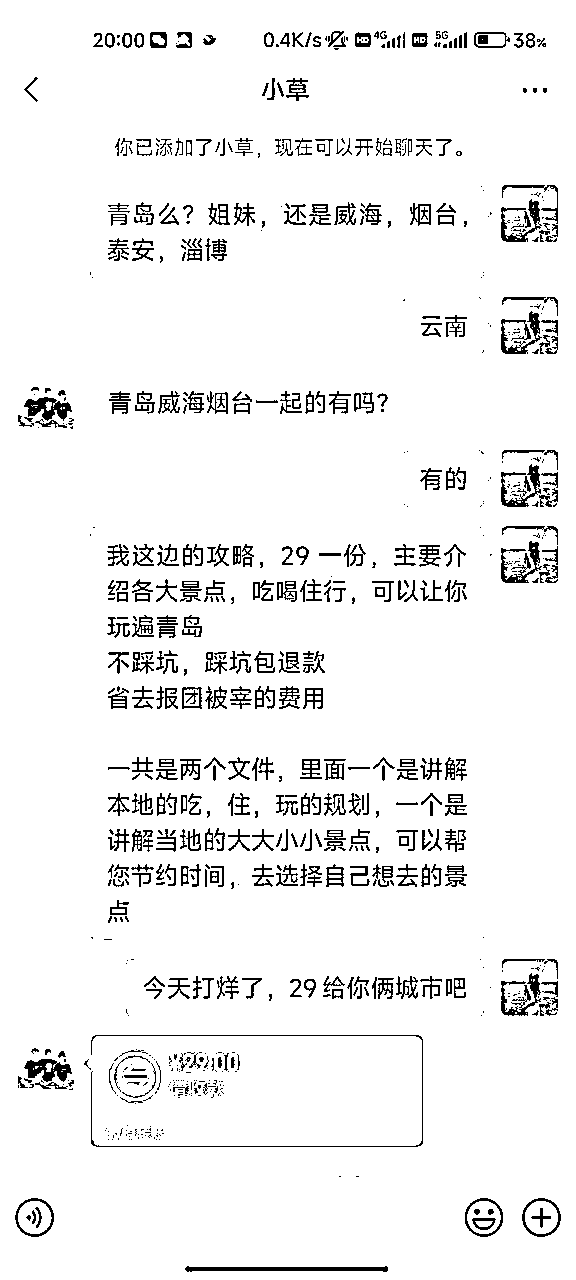 20:00 0.4K/s HD 4G HD 5G 38%
小草
你已添加了小草，现在可以开始聊天了。
青岛么？姐妹，还是威海，烟台，
泰安，淄博
云南
青岛威海烟台一起的有吗？
有的
我这边的攻略，29 一份，主要介
绍各大景点，吃喝住行，可以让你
玩遍青岛
不踩坑，踩坑包退款
省去报团被宰的费用
一共是两个文件，里面一个是讲解
本地的吃，住，玩的规划，一个是
讲解当地的大大小小景点，可以帮
您节约时间，去选择自己想去的景
点
今天打烊了，29 给你俩城市吧
¥29.00
请收款